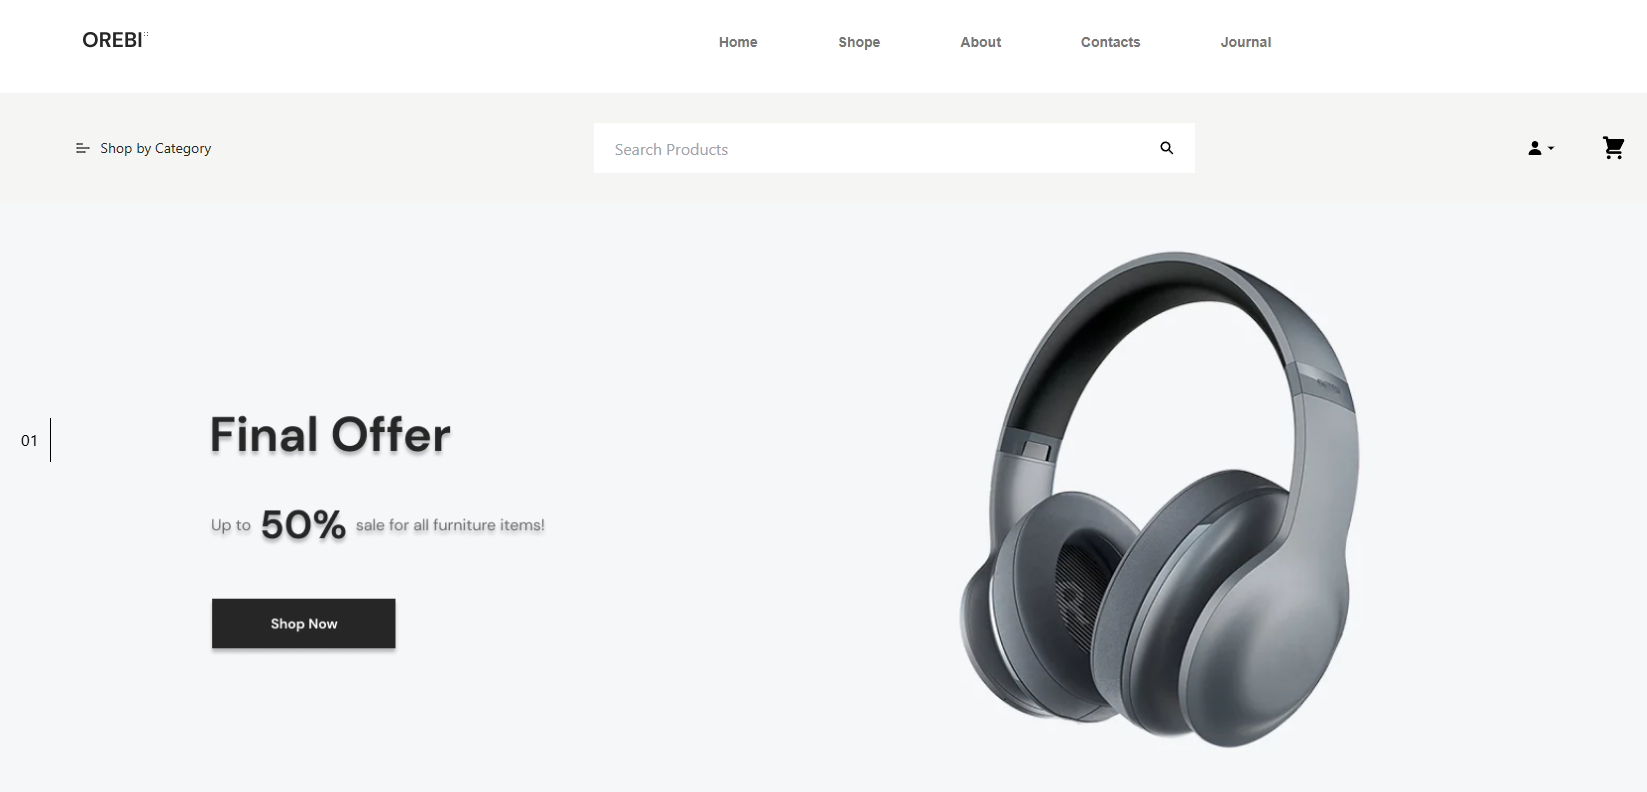 OREBI
Home Shope About Contacts Journal
Shop by Category
Search Products
01
Final Offer
Up to 50% sale for all furniture items!
Shop Now